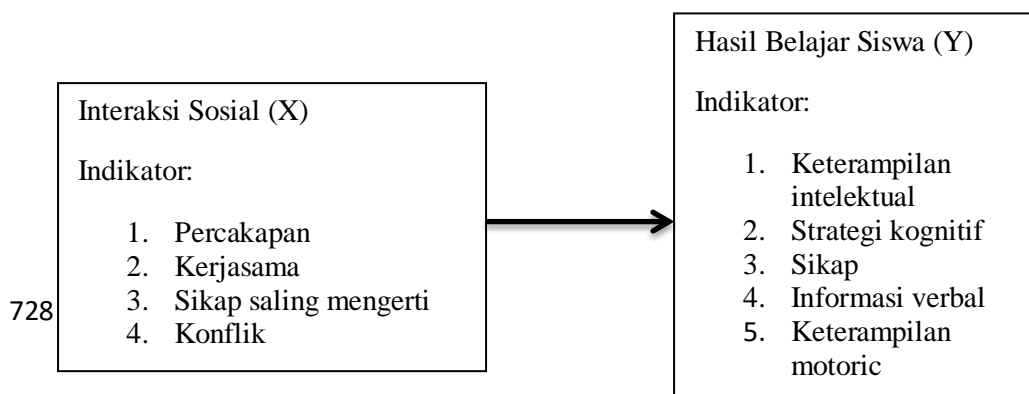 Interaksi Sosial (X)
Indikator:
1. Percakapan
2. Kerjasama
3. Sikap saling mengerti
4. Konflik
728
Hasil Belajar Siswa (Y)
Indikator:
1. Keterampilan
intelektual
2. Strategi kognitif
3. Sikap
4. Informasi verbal
5. Keterampilan
motoric